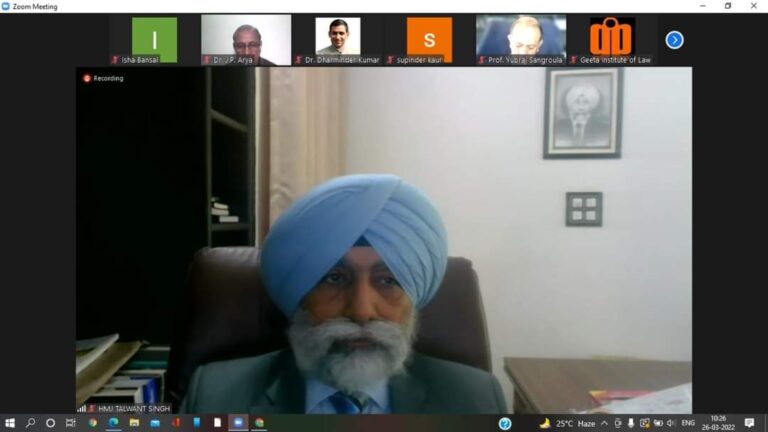 Zoom Meeting
I
S
Isha Bansal
Dr. J.P. Arya
Dr. Dharminder Kumar
supinder kaur
Prof. Yubraj Sangroula
Geeta Institute of Law
Recording
HMJ TALWANT SINGH
25°C Haze
ENG
10:26
26-03-2022